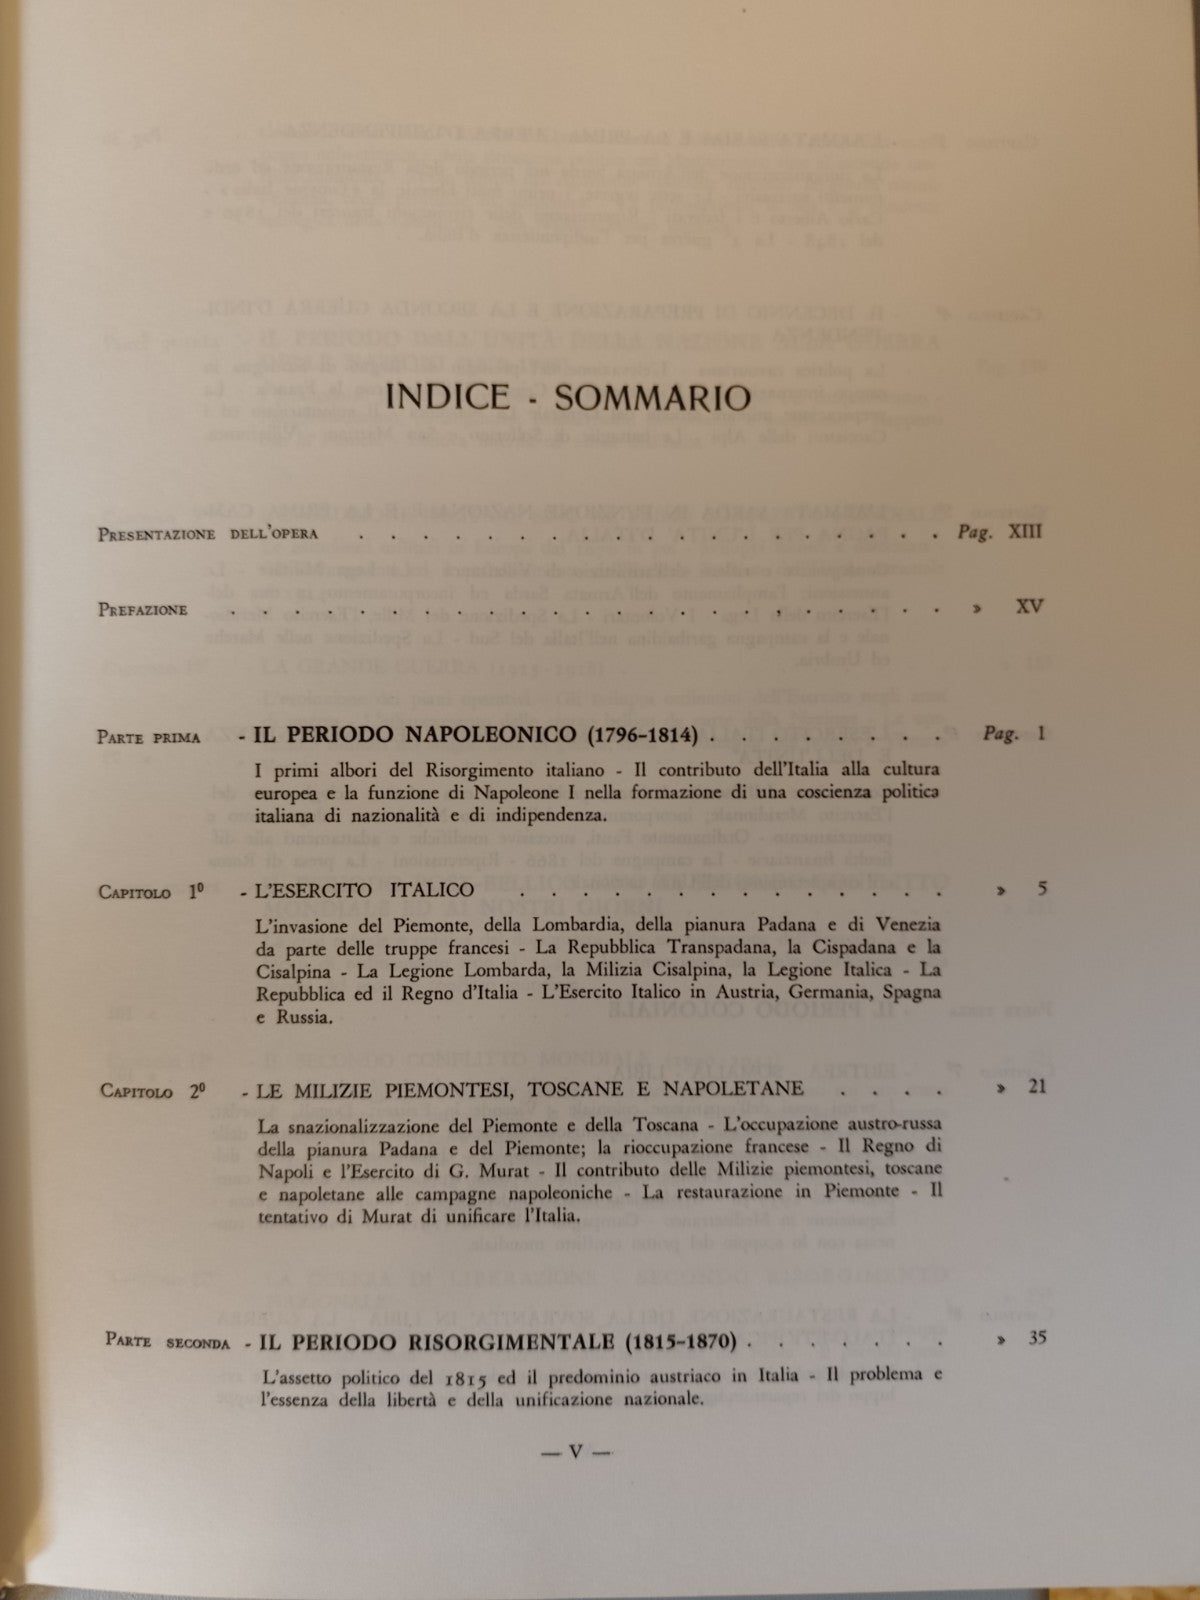 INDICE - SOMMARIO
PRESENTAZIONE DELL'OPERA . . . . . . . . . . . . . . . . . . . Pag. XIII
PREFAZIONE . . . . . . . . . . . . . . . . . . . . . . . » XV
PARTE PRIMA - IL PERIODO NAPOLEONICO (1796-1814) . . . . . . . . Pag. 1
I primi albori del Risorgimento italiano - Il contributo dell'Italia alla cultura
europea e la funzione di Napoleone I nella formazione di una coscienza politica
italiana di nazionalità e di indipendenza.
CAPITOLO 1º - L'ESERCITO ITALICO . . . . . . . . . . . . . . » 5
L'invasione del Piemonte, della Lombardia, della pianura Padana e di Venezia
da parte delle truppe francesi - La Repubblica Transpadana, la Cispadana e la
Cisalpina - La Legione Lombarda, la Milizia Cisalpina, la Legione Italica - La
Repubblica ed il Regno d'Italia - L'Esercito Italico in Austria, Germania, Spagna
e Russia.
CAPITOLO 2º - LE MILIZIE PIEMONTESI, TOSCANE E NAPOLETANE . . . . » 21
La snazionalizzazione del Piemonte e della Toscana - L'occupazione austro-russa
della pianura Padana e del Piemonte; la rioccupazione francese - Il Regno di
Napoli e l'Esercito di G. Murat - Il contributo delle Milizie piemontesi, toscane
e napoletane alle campagne napoleoniche - La restaurazione in Piemonte - Il
tentativo di Murat di unificare l'Italia.
PARTE SECONDA - IL PERIODO RISORGIMENTALE (1815-1870) . . . . . . . » 35
L'assetto politico del 1815 ed il predominio austriaco in Italia - Il problema e
l'essenza della libertà e della unificazione nazionale.
— V —